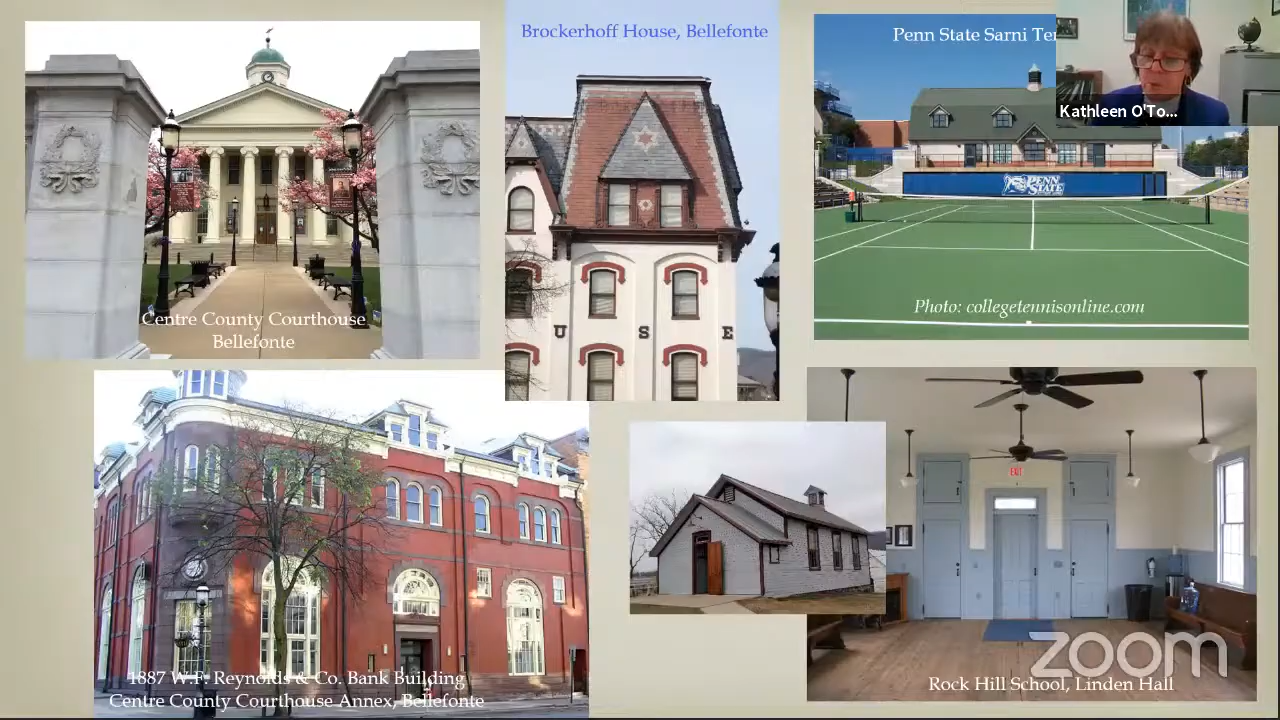 Centre County Courthouse
Bellefonte
Brockerhoff House, Bellefonte
U S E
Penn State Sarni Te
PENN STATE
Photo: collegetennisonline.com
Kathleen O'To...
1887 W.F. Reynolds & Co. Bank Building
Centre County Courthouse Annex, Bellefonte
EXIT
Rock Hill School, Linden Hall
zoom